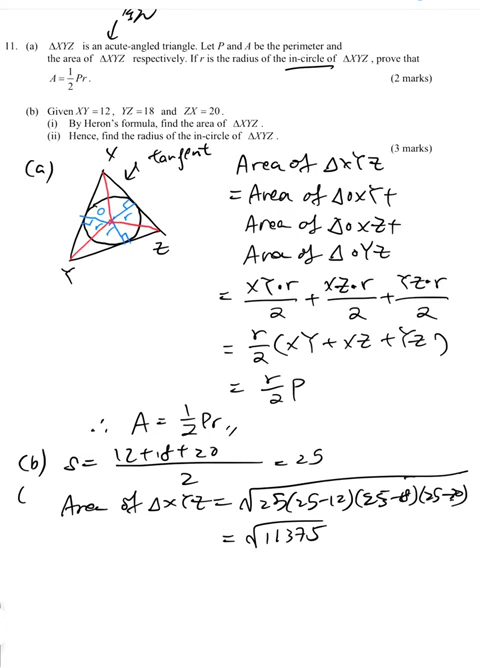 11. (a) ΔXYZ is an acute-angled triangle. Let P and A be the perimeter and
the area of ΔXYZ respectively. If r is the radius of the in-circle of ΔXYZ, prove that
A = 1/2 Pr. (2 marks)
(b) Given XY = 12, YZ = 18 and ZX = 20.
(i) By Heron's formula, find the area of ΔXYZ.
(ii) Hence, find the radius of the in-circle of ΔXYZ.
(3 marks)
(a)
X
tangent
O
r
r
r
Y
Z
Area of ΔXYZ
= Area of ΔOXY +
Area of ΔOXZ +
Area of ΔOYZ
= XY·r/2 + XZ·r/2 + YZ·r/2
= r/2 (XY + XZ + YZ)
= r/2 P
∴ A = 1/2 Pr //
(b) s = (12+18+20)/2 = 25
( Area of ΔXYZ = √25(25-12)(25-8)(25-20)
= √11375